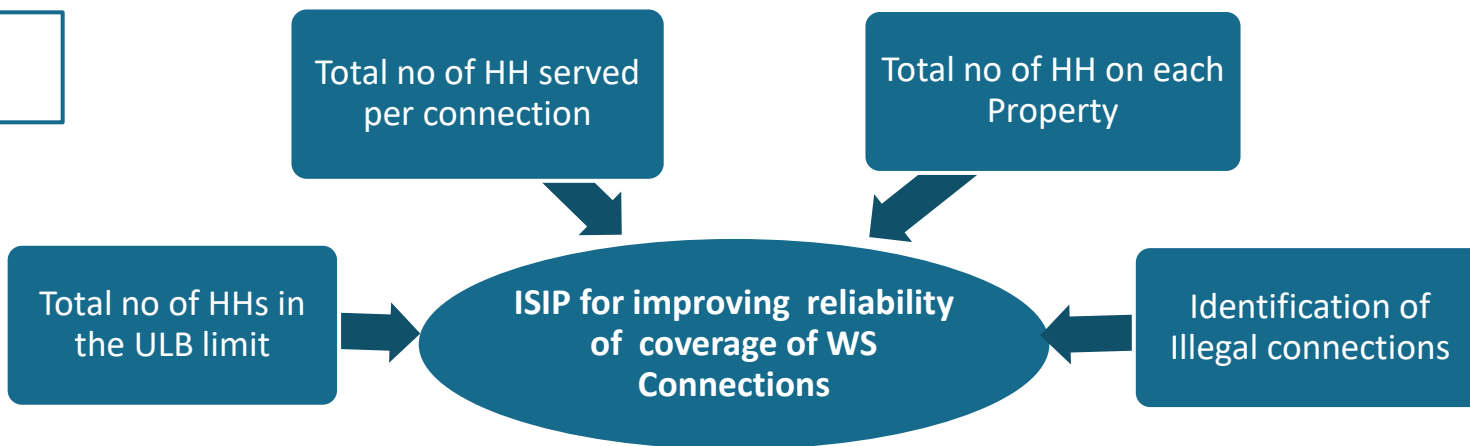 Total no of HH served
per connection
Total no of HH on each
Property
Total no of HHs in
the ULB limit
ISIP for improving reliability
of coverage of WS
Connections
Identification of
Illegal connections